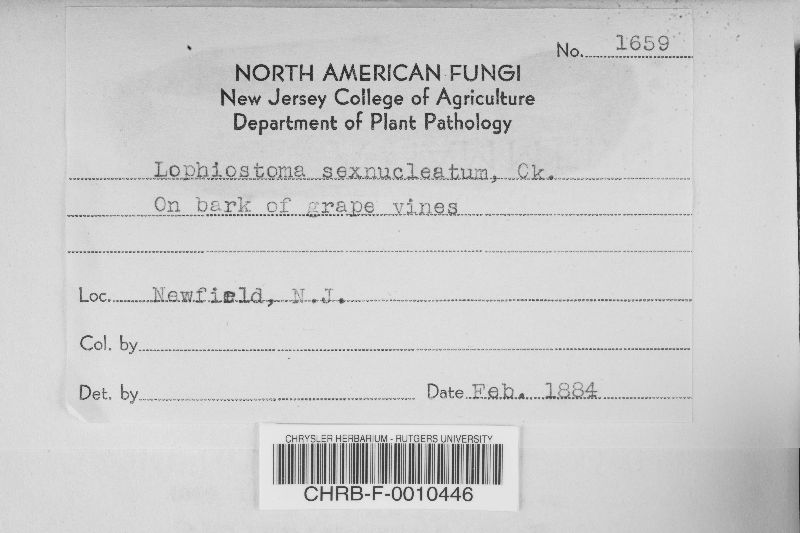 No. 1659
NORTH AMERICAN FUNGI
New Jersey College of Agriculture
Department of Plant Pathology
Lophiostoma sexnucleatum, Ck.
On bark of grape vines
Loc. Newfield, N.J.
Col. by
Det. by Date Feb. 1884
CHRYSLER HERBARIUM - RUTGERS UNIVERSITY
CHRB-F-0010446